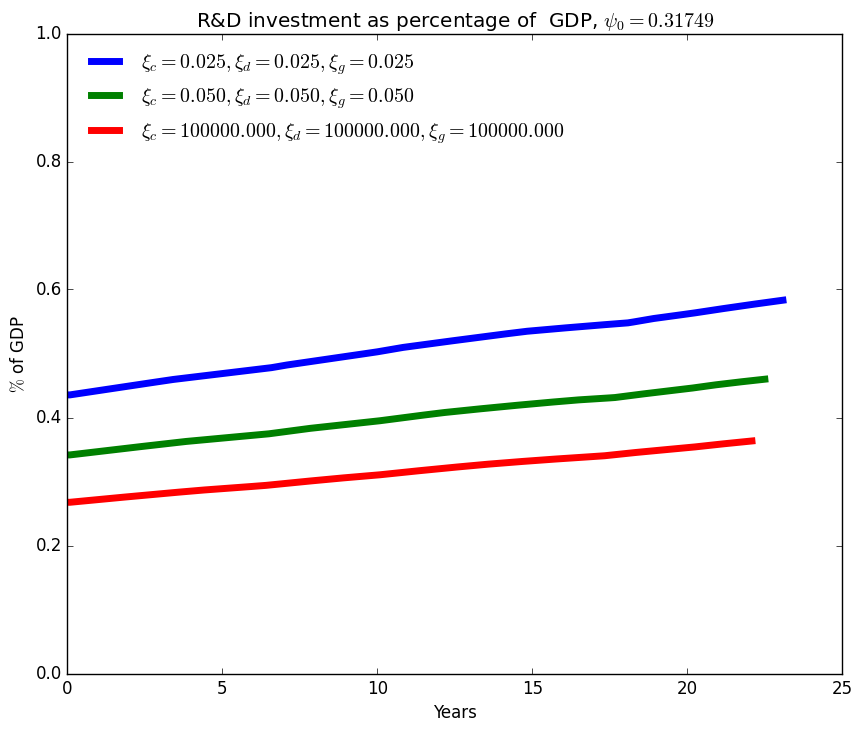 R&D investment as percentage of  GDP, ψ₀ = 0.31749
ξ_c = 0.025, ξ_d = 0.025, ξ_g = 0.025
ξ_c = 0.050, ξ_d = 0.050, ξ_g = 0.050
ξ_c = 100000.000, ξ_d = 100000.000, ξ_g = 100000.000
% of GDP
1.0
0.8
0.6
0.4
0.2
0.0
0 5 10 15 20 25
Years